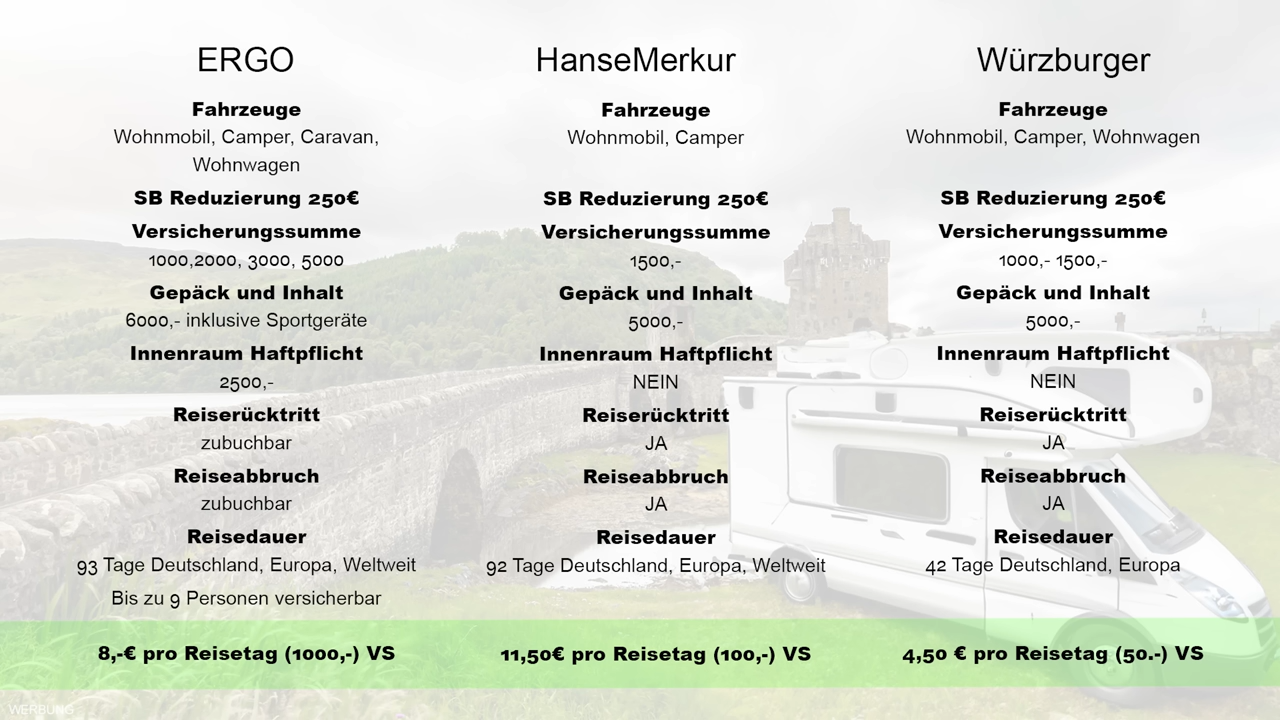 ERGO
Fahrzeuge
Wohnmobil, Camper, Caravan,
Wohnwagen
SB Reduzierung 250€
Versicherungssumme
1000,2000, 3000, 5000
Gepäck und Inhalt
6000,- inklusive Sportgeräte
Innenraum Haftpflicht
2500,-
Reiserücktritt
zubuchbar
Reiseabbruch
zubuchbar
Reisedauer
93 Tage Deutschland, Europa, Weltweit
Bis zu 9 Personen versicherbar
8,-€ pro Reisetag (1000,-) VS
HanseMerkur
Fahrzeuge
Wohnmobil, Camper
SB Reduzierung 250€
Versicherungssumme
1500,-
Gepäck und Inhalt
5000,-
Innenraum Haftpflicht
NEIN
Reiserücktritt
JA
Reiseabbruch
JA
Reisedauer
92 Tage Deutschland, Europa, Weltweit
11,50€ pro Reisetag (100,-) VS
Würzburger
Fahrzeuge
Wohnmobil, Camper, Wohnwagen
SB Reduzierung 250€
Versicherungssumme
1000,- 1500,-
Gepäck und Inhalt
5000,-
Innenraum Haftpflicht
NEIN
Reiserücktritt
JA
Reiseabbruch
JA
Reisedauer
42 Tage Deutschland, Europa
4,50 € pro Reisetag (50.-) VS
WERBUNG